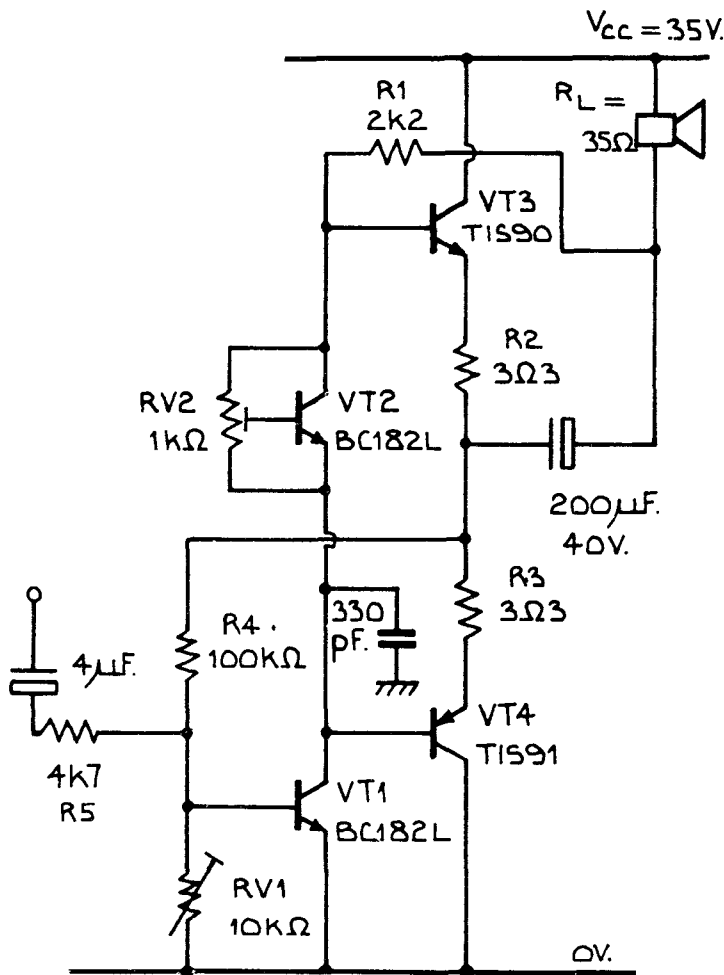 VCC = 35V.
R1
2K2
RL =
35Ω
VT3
TIS90
R2
3Ω3
RV2
1KΩ
VT2
BC182L
200µF.
40V.
R3
3Ω3
330
pF.
R4.
100KΩ
4µF.
4K7
R5
VT4
TIS91
VT1
BC182L
RV1
10KΩ
0V.